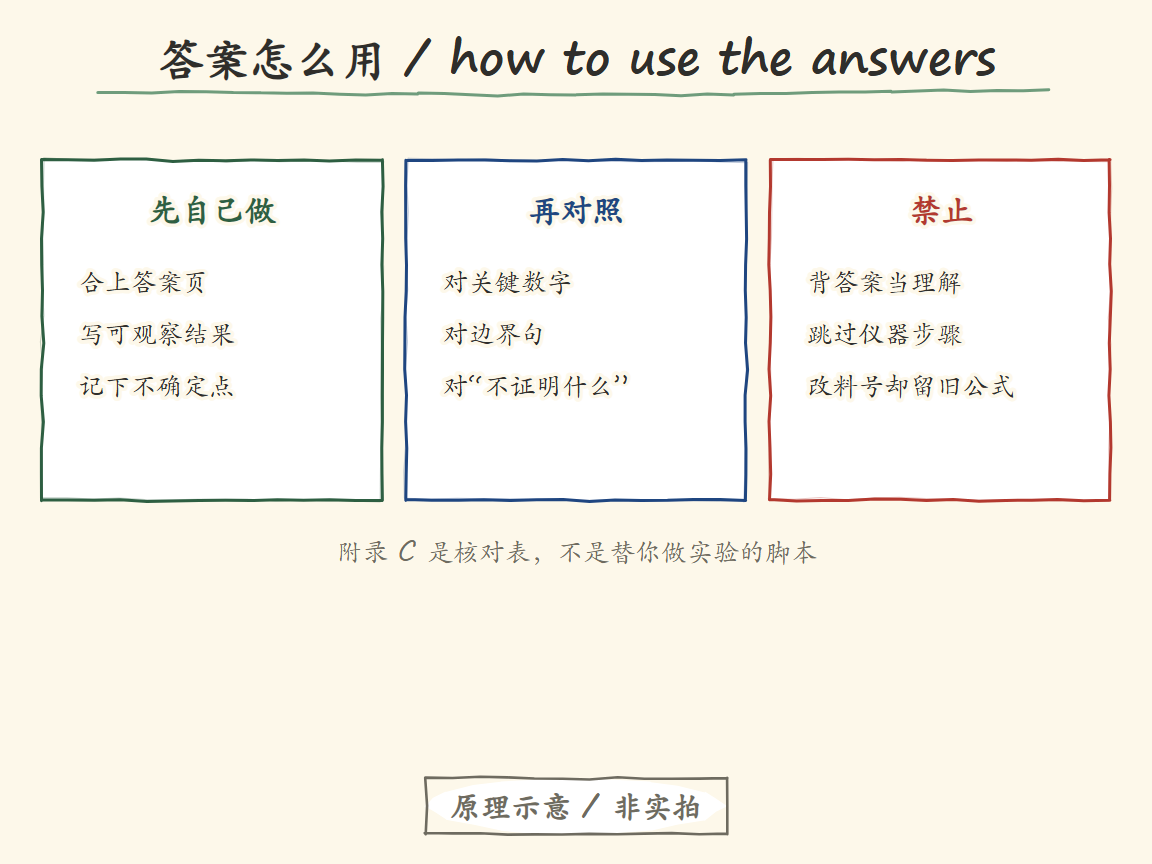 答案怎么用 / how to use the answers
先自己做
合上答案页
写可观察结果
记下不确定点
再对照
对关键数字
对边界句
对“不证明什么”
禁止
背答案当理解
跳过仪器步骤
改料号却留旧公式
附录 C 是核对表，不是替你做实验的脚本
原理示意 / 非实拍